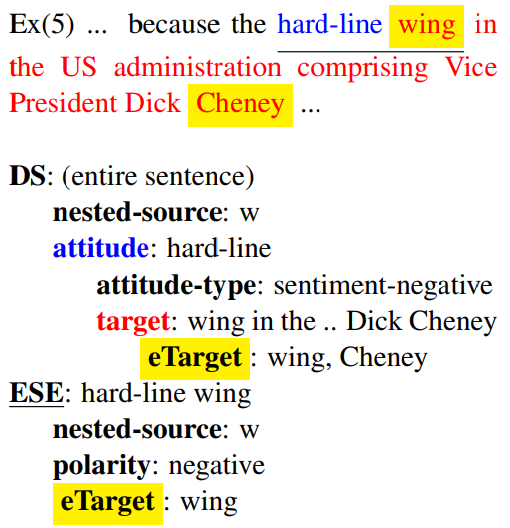 Ex(5) ... because the hard-line wing in
the US administration comprising Vice
President Dick Cheney ...
DS: (entire sentence)
nested-source: w
attitude: hard-line
attitude-type: sentiment-negative
target: wing in the .. Dick Cheney
eTarget: wing, Cheney
ESE: hard-line wing
nested-source: w
polarity: negative
eTarget: wing